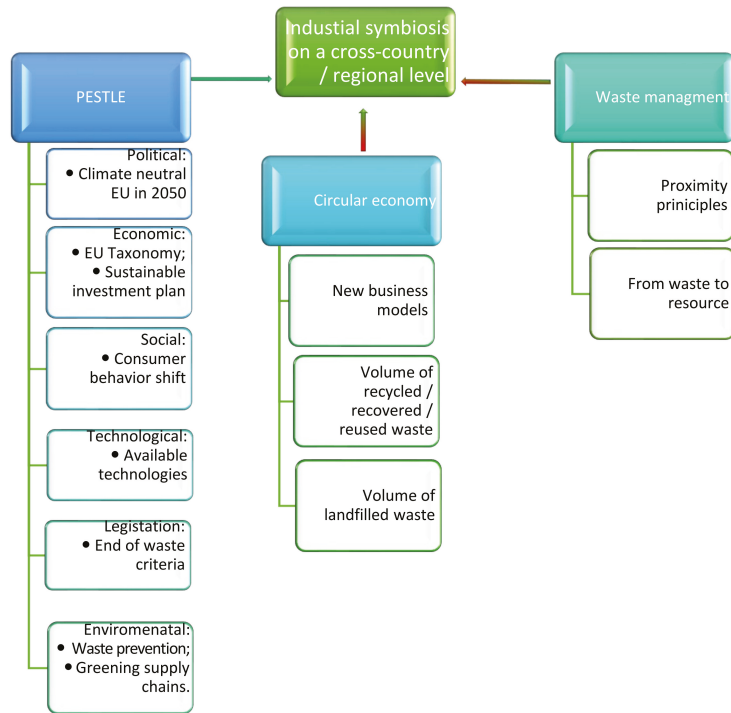 Industial symbiosis
on a cross-country
/ regional level
PESTLE
Political:
• Climate neutral
EU in 2050
Economic:
• EU Taxonomy;
• Sustainable
investment plan
Social:
• Consumer
behavior shift
Technological:
• Available
technologies
Legistation:
• End of waste
criteria
Enviromenatal:
• Waste prevention;
• Greening supply
chains.
Circular economy
New business
models
Volume of
recycled /
recovered /
reused waste
Volume of
landfilled waste
Waste managment
Proximity
priniciples
From waste to
resource